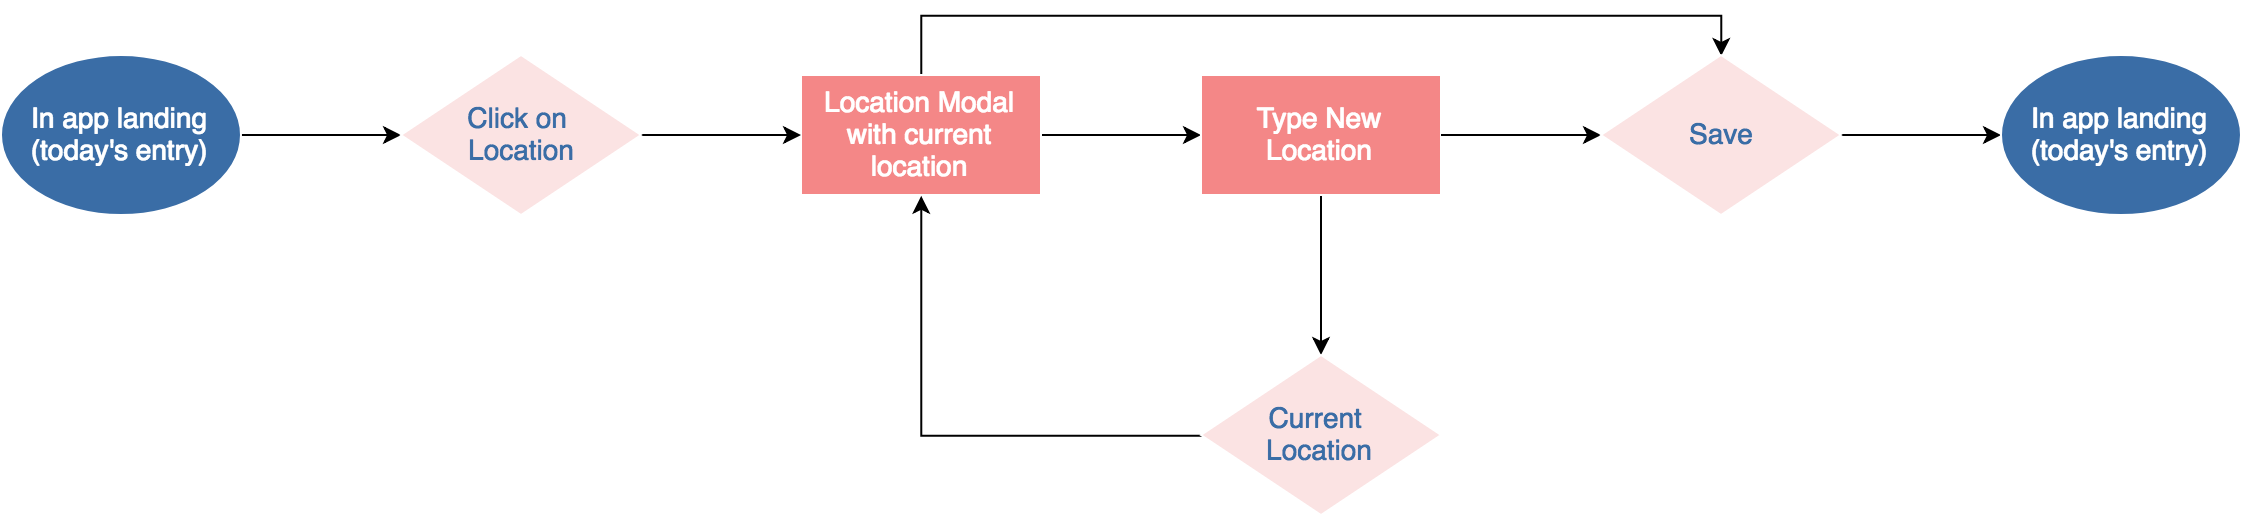 In app landing
(today's entry)
Click on
Location
Location Modal
with current
location
Type New
Location
Save
In app landing
(today's entry)
Current
Location